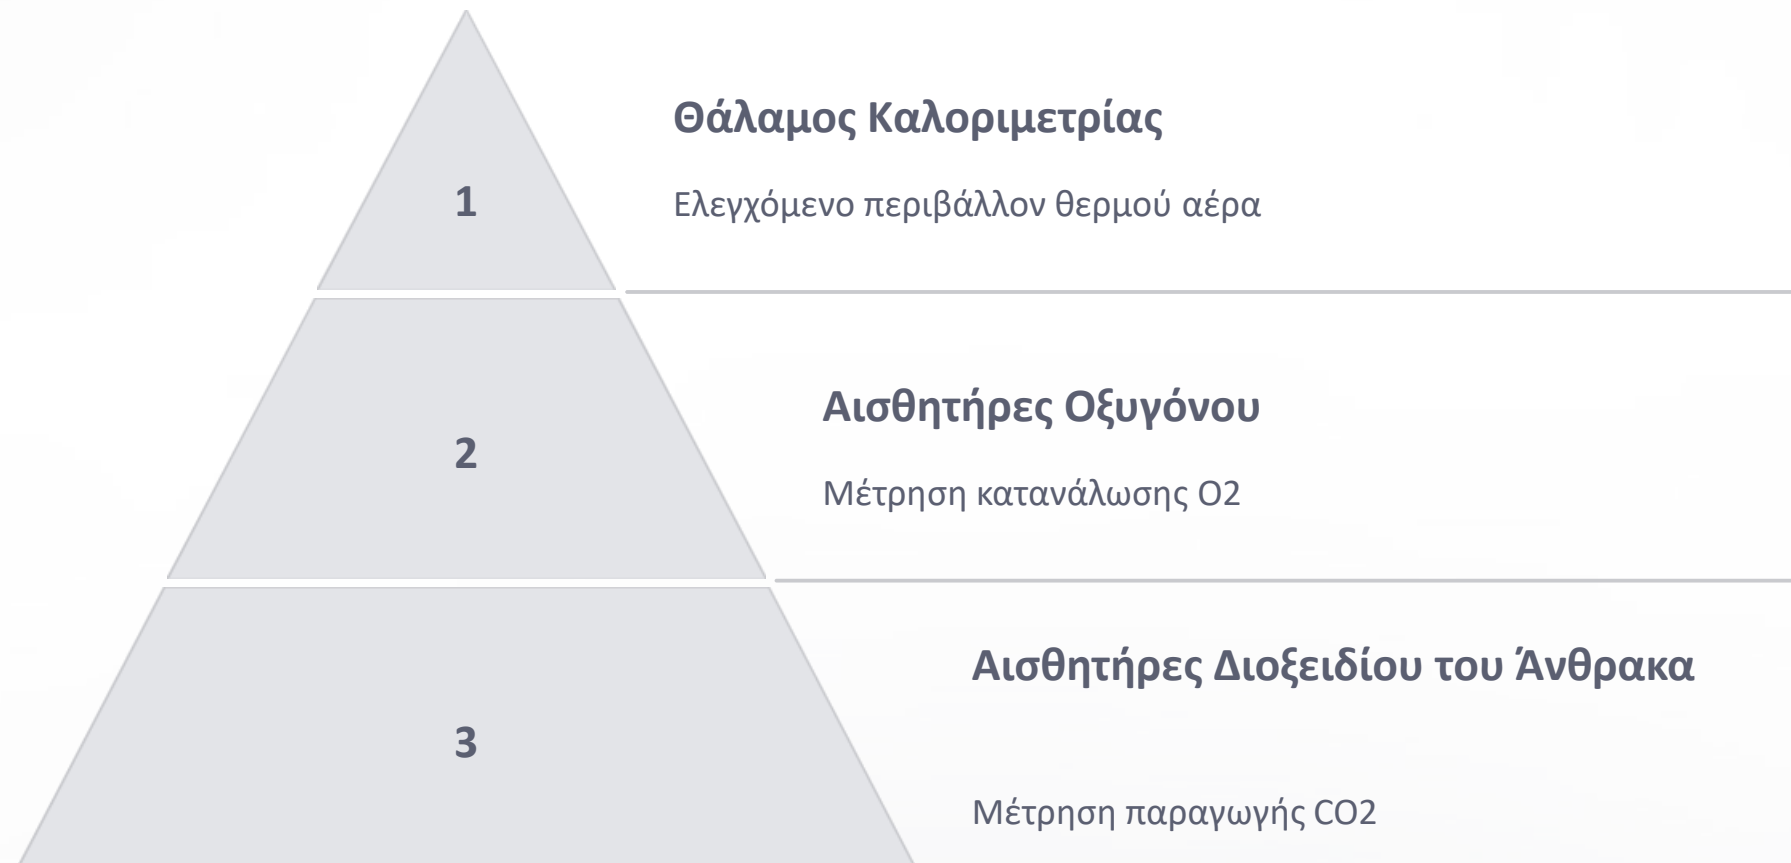 1
Θάλαμος Καλοριμετρίας
Ελεγχόμενο περιβάλλον θερμού αέρα
2
Αισθητήρες Οξυγόνου
Μέτρηση κατανάλωσης O2
3
Αισθητήρες Διοξειδίου του Άνθρακα
Μέτρηση παραγωγής CO2